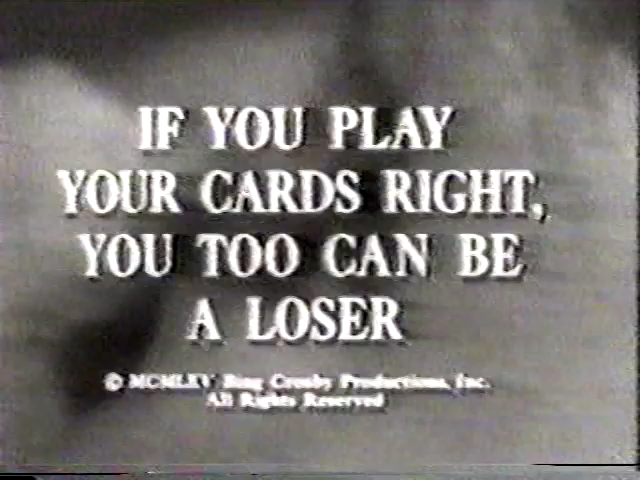 IF YOU PLAY
YOUR CARDS RIGHT,
YOU TOO CAN BE
A LOSER
© MCMLXV Bing Crosby Productions, Inc.
All Rights Reserved